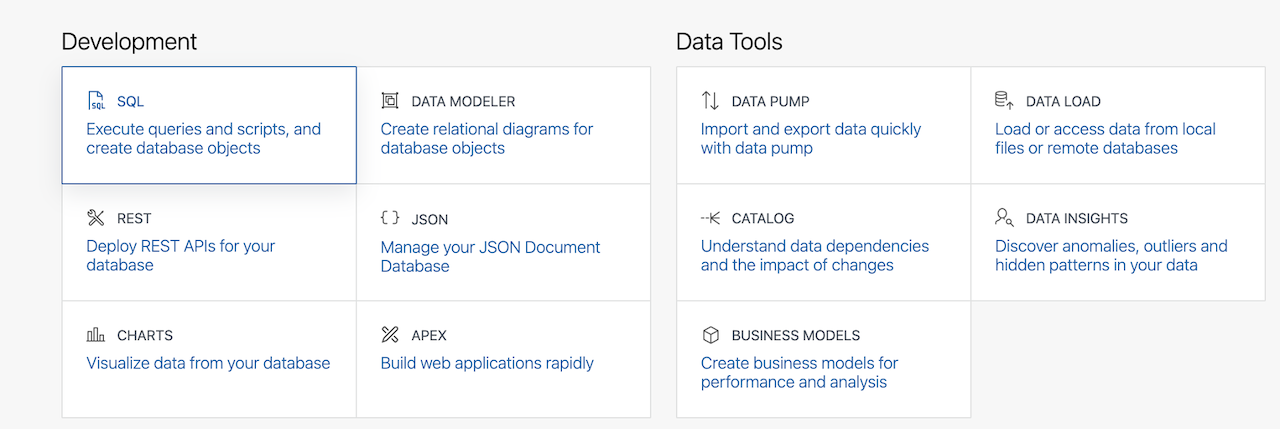 Development
SQL
Execute queries and scripts, and
create database objects
DATA MODELER
Create relational diagrams for
database objects
REST
Deploy REST APIs for your
database
JSON
Manage your JSON Document
Database
CHARTS
Visualize data from your database
APEX
Build web applications rapidly
Data Tools
DATA PUMP
Import and export data quickly
with data pump
DATA LOAD
Load or access data from local
files or remote databases
CATALOG
Understand data dependencies
and the impact of changes
DATA INSIGHTS
Discover anomalies, outliers and
hidden patterns in your data
BUSINESS MODELS
Create business models for
performance and analysis